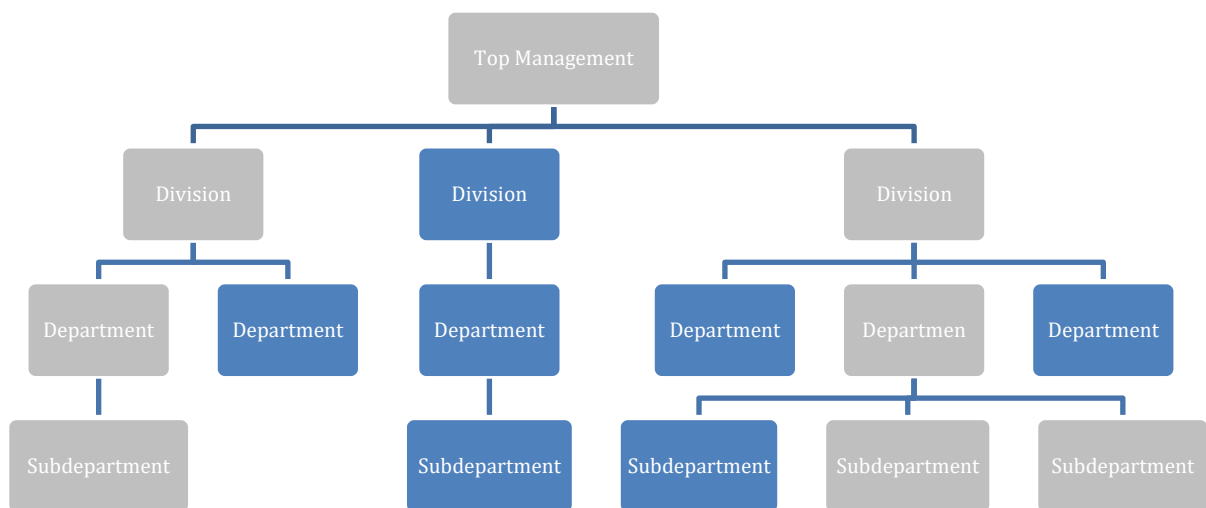 Top Management
Division
Division
Division
Department
Department
Department
Department
Departmen
Department
Subdepartment
Subdepartment
Subdepartment
Subdepartment
Subdepartment